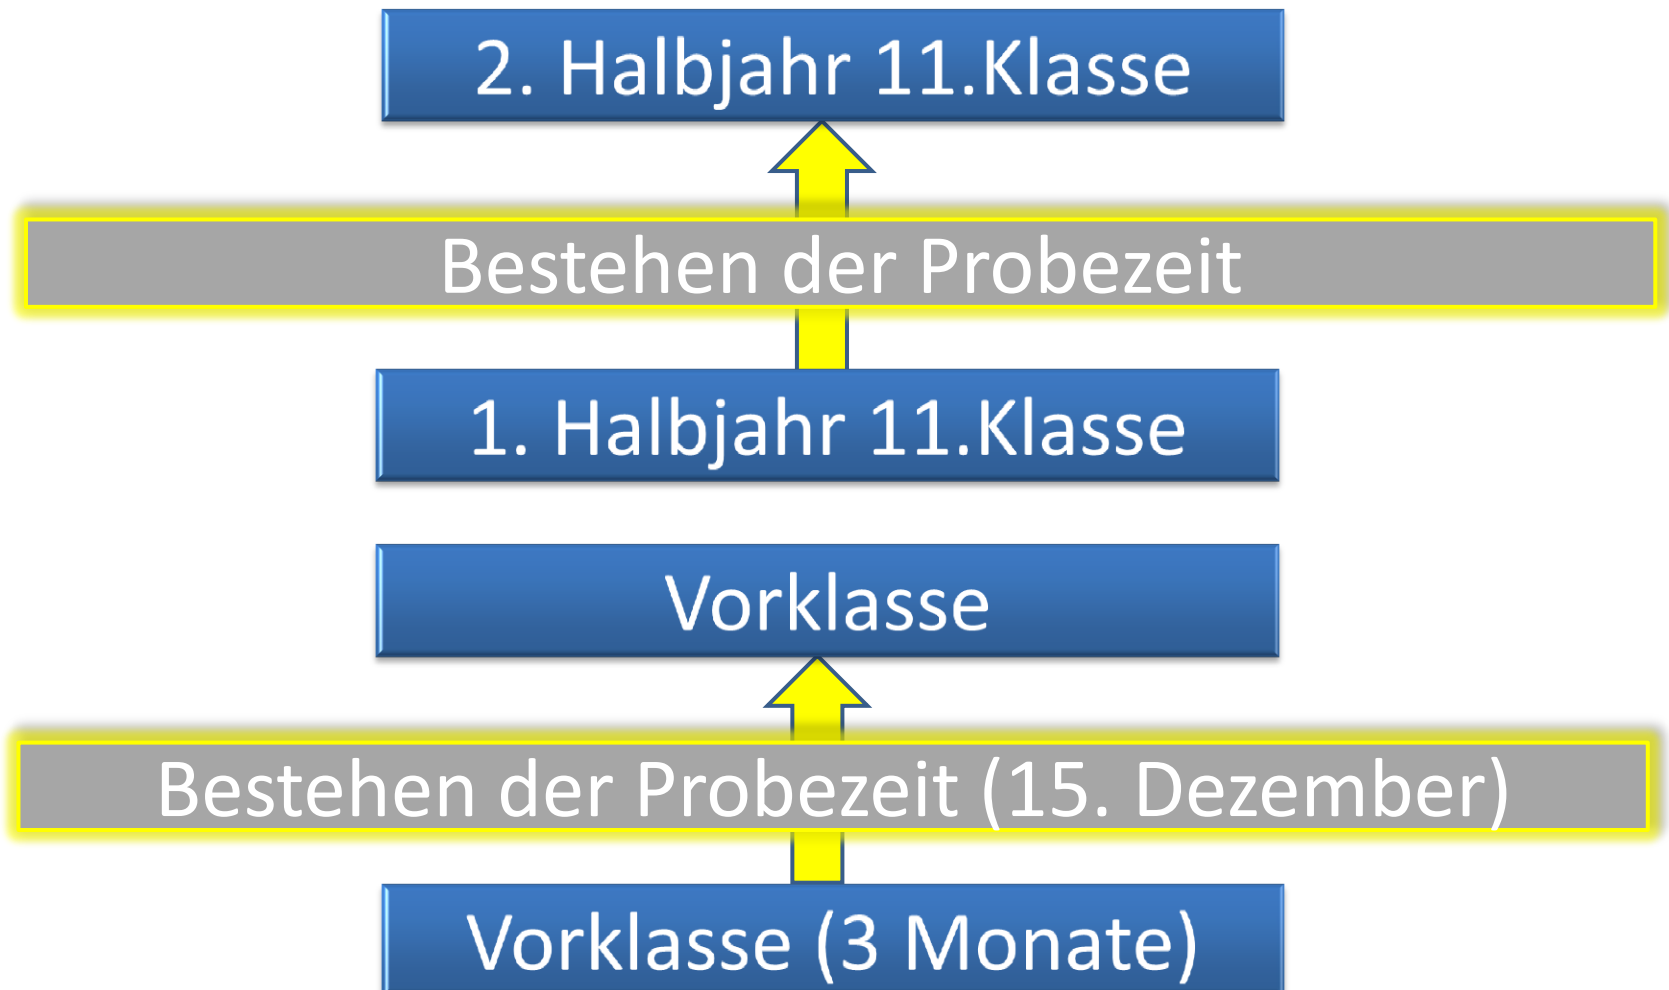 2. Halbjahr 11.Klasse
Bestehen der Probezeit
1. Halbjahr 11.Klasse
Vorklasse
Bestehen der Probezeit (15. Dezember)
Vorklasse (3 Monate)